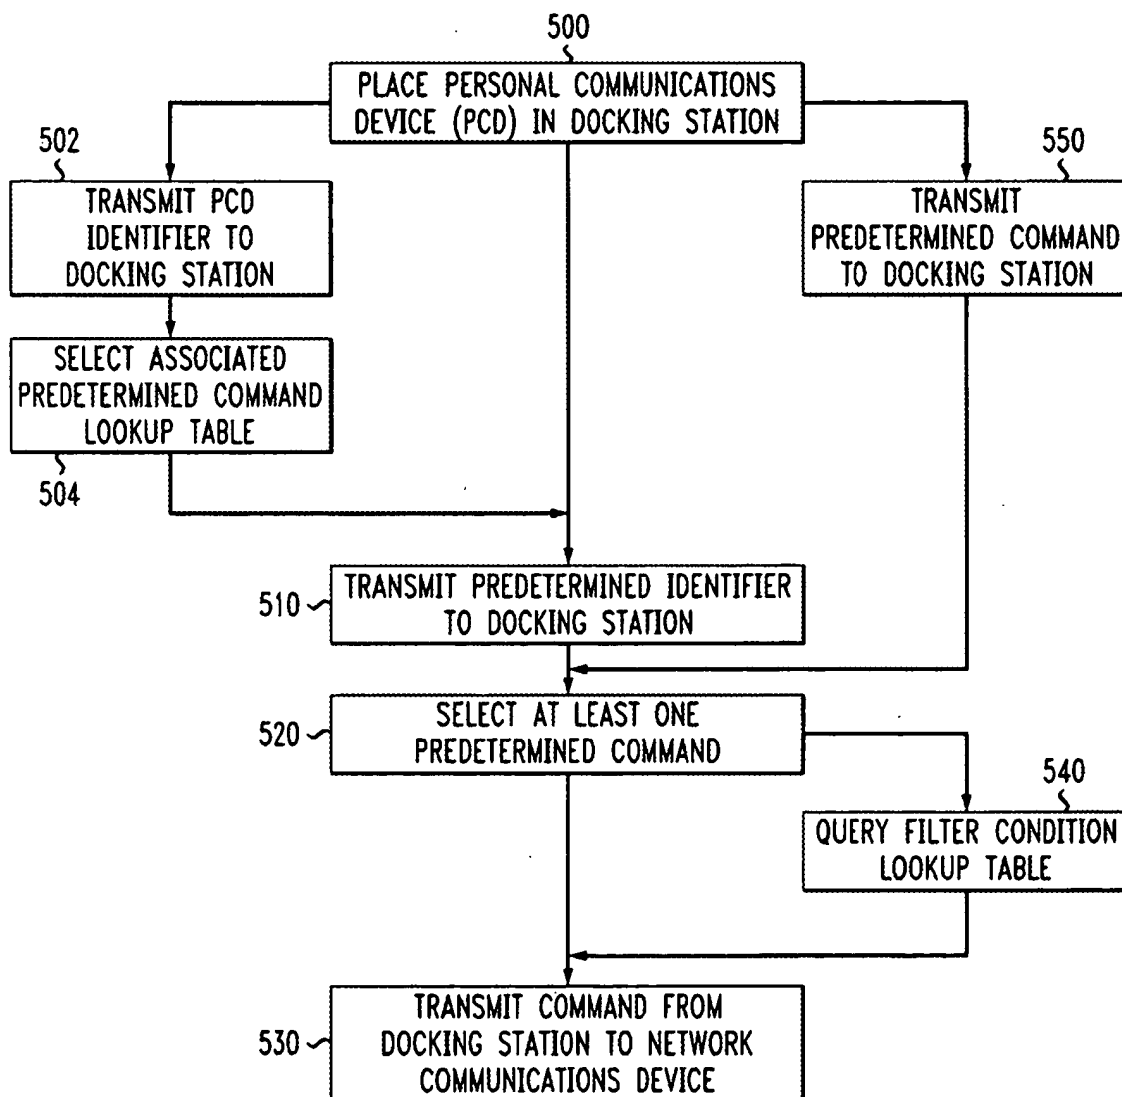 500
PLACE PERSONAL COMMUNICATIONS
DEVICE (PCD) IN DOCKING STATION
502
TRANSMIT PCD
IDENTIFIER TO
DOCKING STATION
550
TRANSMIT
PREDETERMINED COMMAND
TO DOCKING STATION
SELECT ASSOCIATED
PREDETERMINED COMMAND
LOOKUP TABLE
504
510
TRANSMIT PREDETERMINED IDENTIFIER
TO DOCKING STATION
520
SELECT AT LEAST ONE
PREDETERMINED COMMAND
540
QUERY FILTER CONDITION
LOOKUP TABLE
530
TRANSMIT COMMAND FROM
DOCKING STATION TO NETWORK
COMMUNICATIONS DEVICE